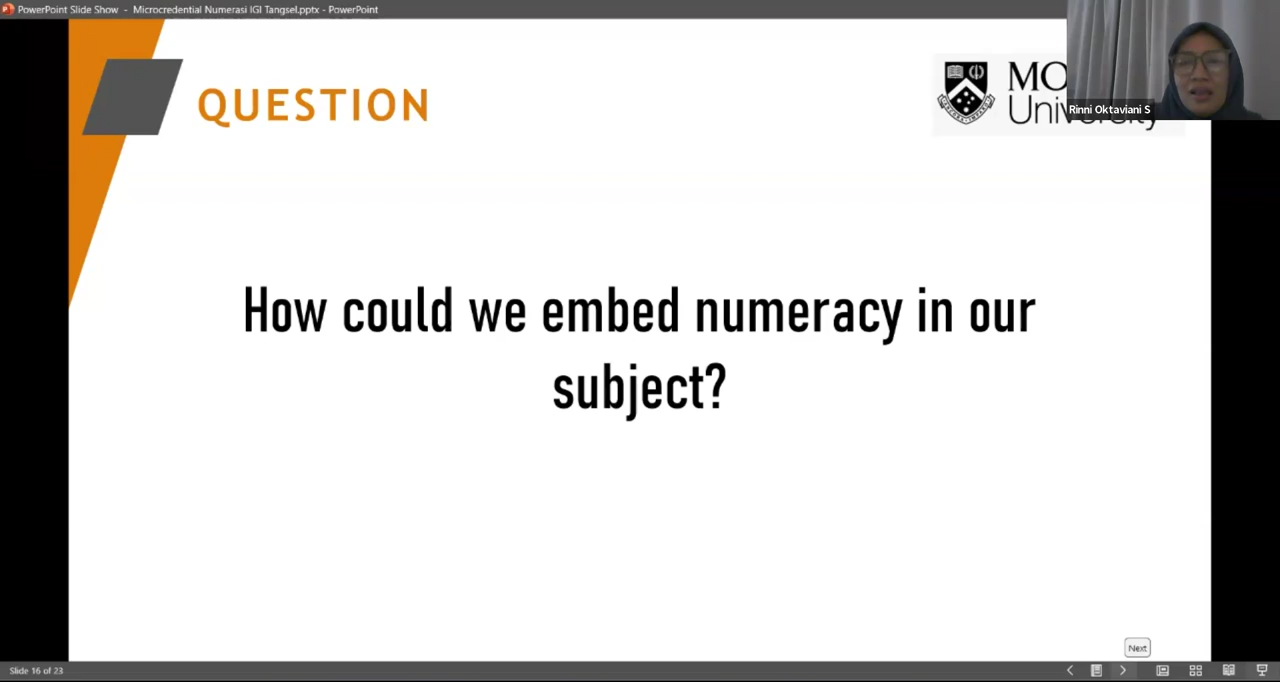 PowerPoint Slide Show - Microcredential Numerasi IGI Tangsel.pptx - PowerPoint
QUESTION
University
Rinni Oktaviani S
How could we embed numeracy in our
subject?
Next
Slide 16 of 23